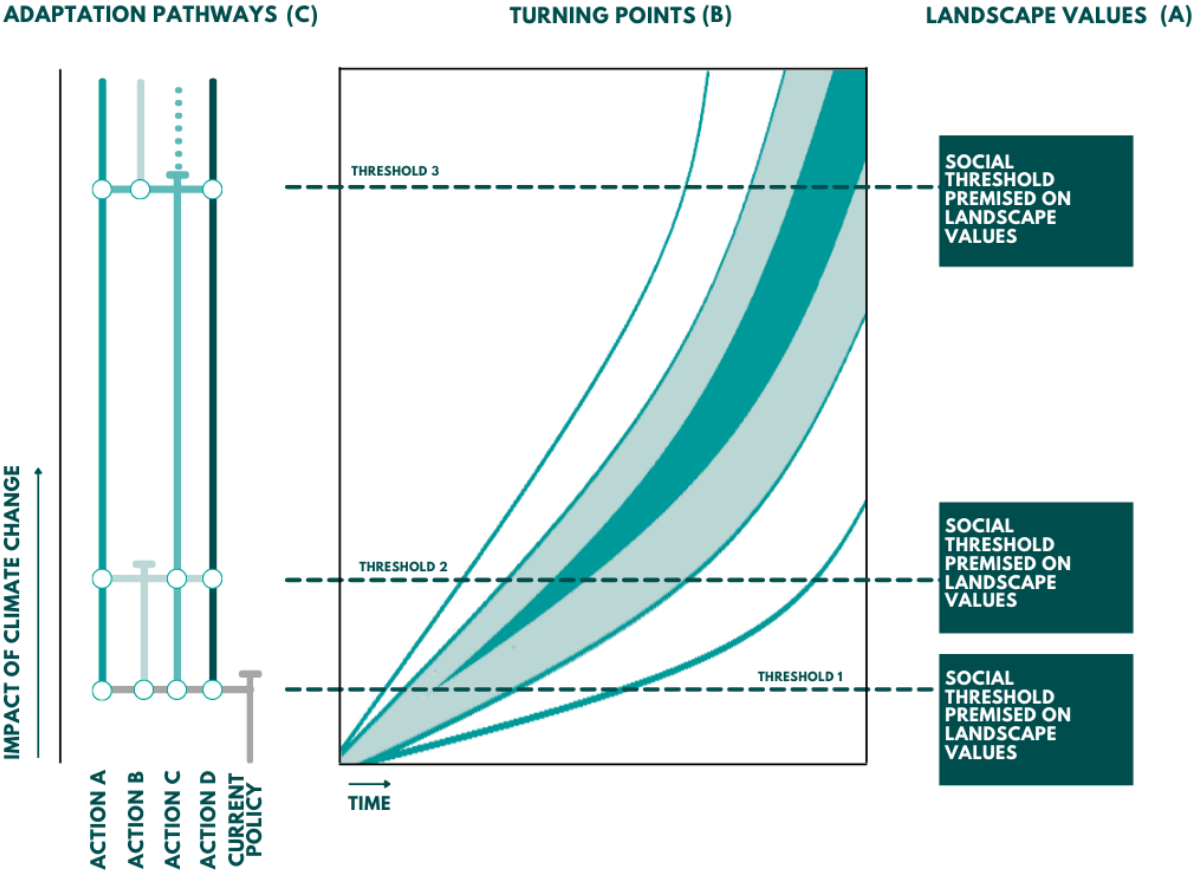 ADAPTATION PATHWAYS (C)
TURNING POINTS (B)
LANDSCAPE VALUES (A)
IMPACT OF CLIMATE CHANGE
ACTION A
ACTION B
ACTION C
ACTION D
CURRENT
POLICY
THRESHOLD 3
THRESHOLD 2
THRESHOLD 1
TIME
SOCIAL
THRESHOLD
PREMISED ON
LANDSCAPE
VALUES
SOCIAL
THRESHOLD
PREMISED ON
LANDSCAPE
VALUES
SOCIAL
THRESHOLD
PREMISED ON
LANDSCAPE
VALUES